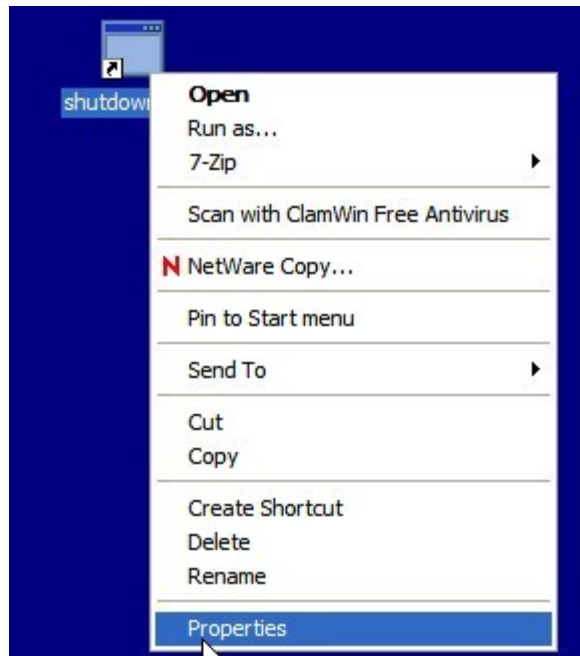 shutdow
Open
Run as...
7-Zip
Scan with ClamWin Free Antivirus
N NetWare Copy...
Pin to Start menu
Send To
Cut
Copy
Create Shortcut
Delete
Rename
Properties